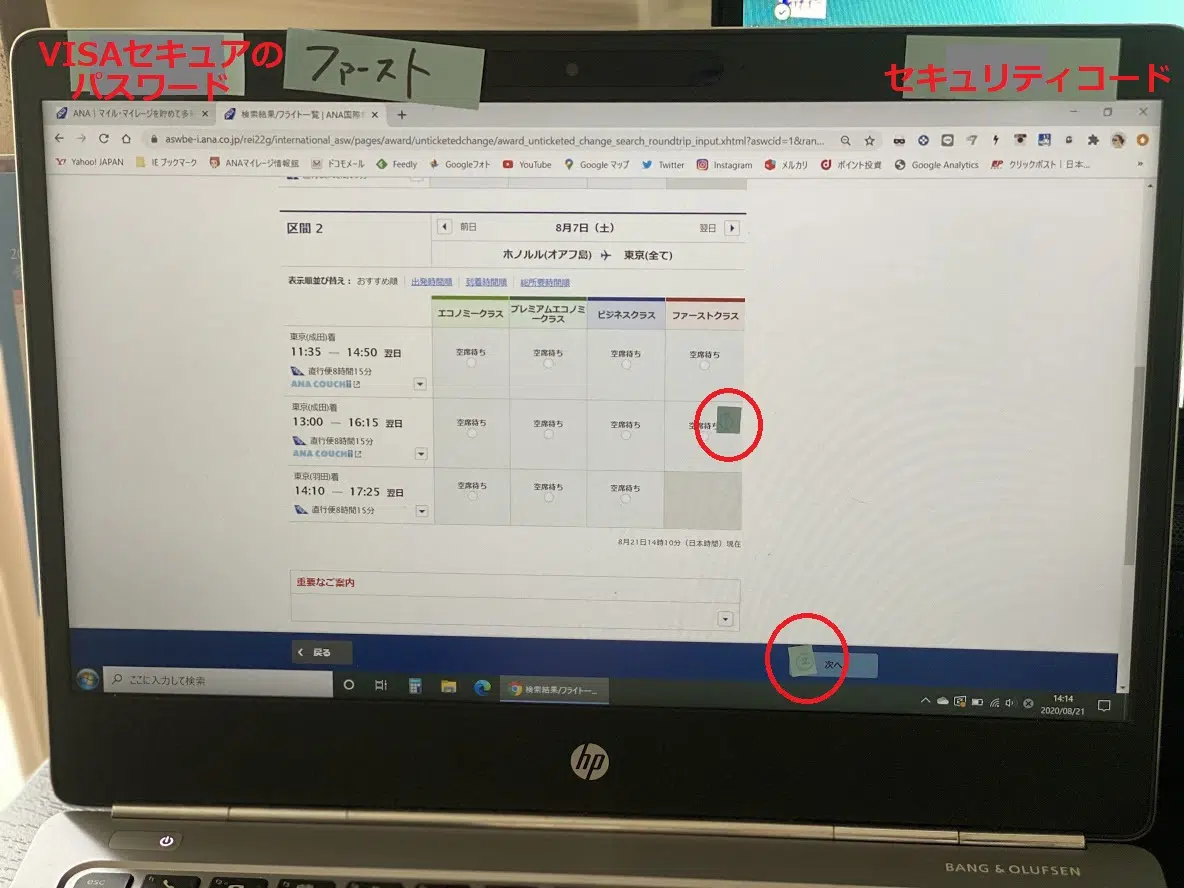 VISAセキュアの
パスワード
ファースト
セキュリティコード
ANA｜マイル・マイレージを貯めて多
検索結果/フライト一覧｜ANA国際
aswbe-i.ana.co.jp/rei22g/international_asw/pages/award/unticketedchange/award_unticketed_change_search_roundtrip_input.xhtml?aswcid=1&ran...
Yahoo! JAPAN IE ブックマーク ANAマイレージ情報館 ドコモメール Feedly Googleフォト YouTube Google マップ Twitter Instagram メルカリ ポイント投資 Google Analytics クリックポスト｜日本...
区間 2
前日 8月7日（土） 翌日
ホノルル(オアフ島) 東京(全て)
表示順並び替え： おすすめ順 出発時間順 到着時間順 総所要時間順
エコノミークラス プレミアムエコノミークラス ビジネスクラス ファーストクラス
東京(成田)着
11:35 — 14:50 翌日
直行便8時間15分
ANA COUCHii
空席待ち 空席待ち 空席待ち 空席待ち
東京(成田)着
13:00 — 16:15 翌日
直行便8時間15分
ANA COUCHii
空席待ち 空席待ち 空席待ち 空席待ち
東京(羽田)着
14:10 — 17:25 翌日
直行便8時間15分
空席待ち 空席待ち 空席待ち
8月21日14時10分（日本時間）現在
重要なご案内
戻る
② 次へ
ここに入力して検索
検索結果/フライト一...
14:14
2020/08/21
hp
BANG & OLUFSEN
esc